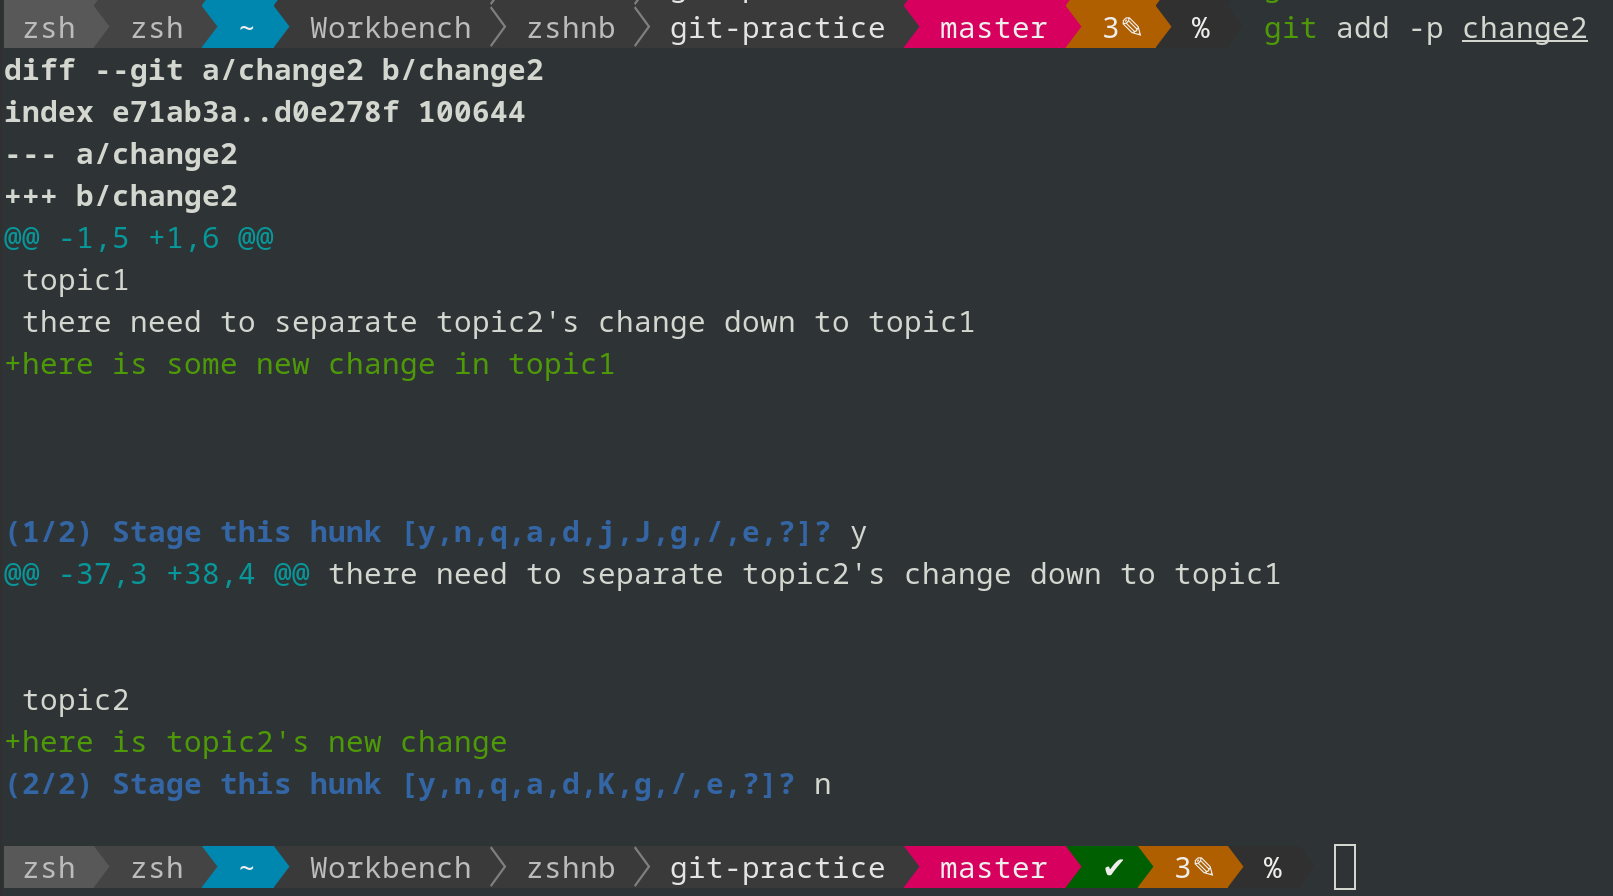 zsh zsh ~ Workbench zshnb git-practice master 3✎ % git add -p change2
diff --git a/change2 b/change2
index e71ab3a..d0e278f 100644
--- a/change2
+++ b/change2
@@ -1,5 +1,6 @@
 topic1
 there need to separate topic2's change down to topic1
+here is some new change in topic1
(1/2) Stage this hunk [y,n,q,a,d,j,J,g,/,e,?]? y
@@ -37,3 +38,4 @@ there need to separate topic2's change down to topic1
 topic2
+here is topic2's new change
(2/2) Stage this hunk [y,n,q,a,d,K,g,/,e,?]? n
zsh zsh ~ Workbench zshnb git-practice master ✔ 3✎ %